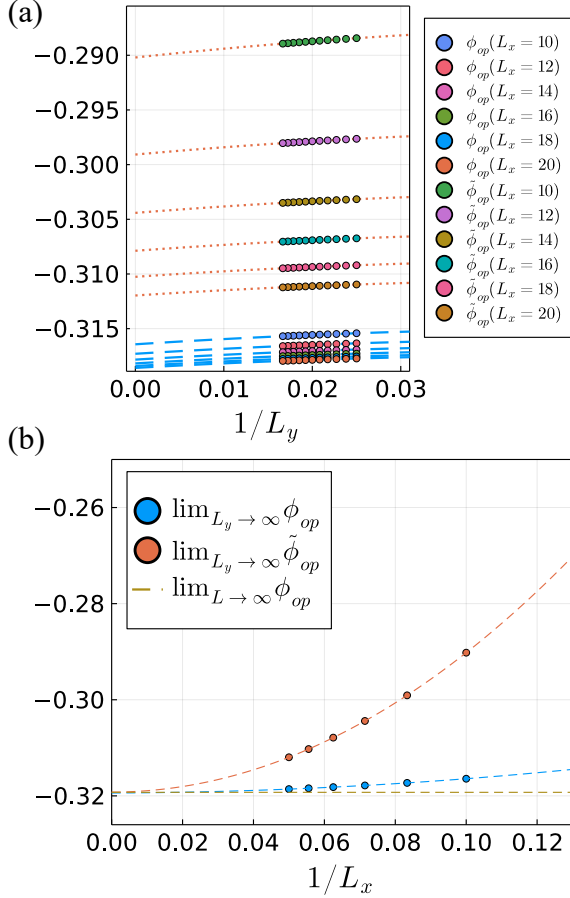 (a)
−0.290
−0.295
−0.300
−0.305
−0.310
−0.315
0.00 0.01 0.02 0.03
1/L_y
ϕ_op(L_x = 10)
ϕ_op(L_x = 12)
ϕ_op(L_x = 14)
ϕ_op(L_x = 16)
ϕ_op(L_x = 18)
ϕ_op(L_x = 20)
ϕ̃_op(L_x = 10)
ϕ̃_op(L_x = 12)
ϕ̃_op(L_x = 14)
ϕ̃_op(L_x = 16)
ϕ̃_op(L_x = 18)
ϕ̃_op(L_x = 20)
(b)
−0.26
−0.28
−0.30
−0.32
lim_{L_y→∞} ϕ_op
lim_{L_y→∞} ϕ̃_op
lim_{L→∞} ϕ_op
0.00 0.02 0.04 0.06 0.08 0.10 0.12
1/L_x